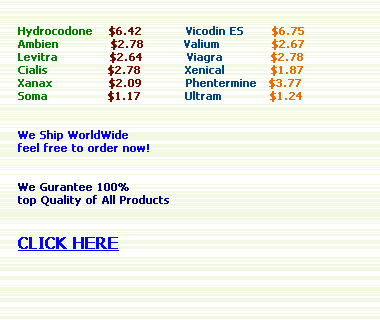 Hydrocodone $6.42 Vicodin ES $6.75
Ambien $2.78 Valium $2.67
Levitra $2.64 Viagra $2.78
Cialis $2.78 Xenical $1.87
Xanax $2.09 Phentermine $3.77
Soma $1.17 Ultram $1.24
We Ship WorldWide
feel free to order now!
We Gurantee 100%
top Quality of All Products
CLICK HERE